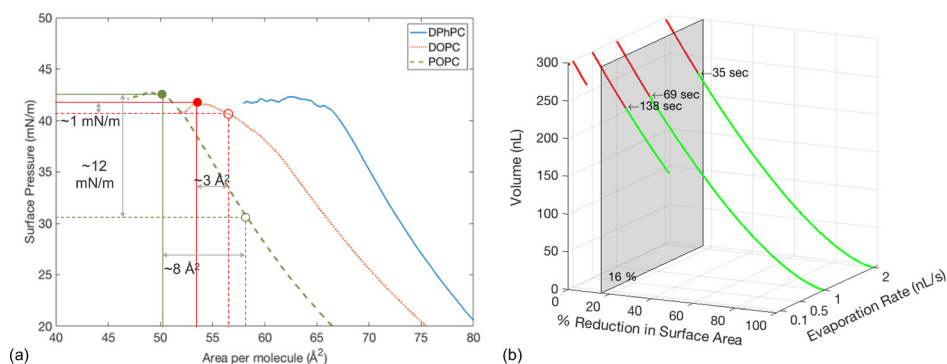 45
40
35
30
25
20
Surface Pressure (mN/m)
DPhPC
DOPC
POPC
~1 mN/m
~12
mN/m
~3 Å²
~8 Å²
40 45 50 55 60 65 70 75 80
Area per molecule (Å²)
(a)
300
250
200
150
100
50
0
Volume (nL)
←35 sec
←69 sec
←138 sec
16 %
0 20 40 60 80 100
% Reduction in Surface Area
0.1 0.5 1 2
Evaporation Rate (nL/s)
(b)